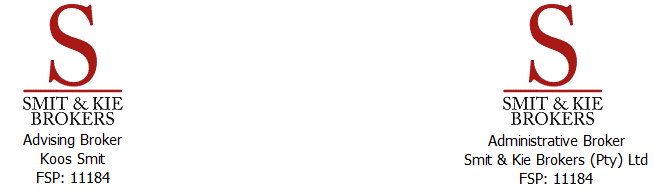 S
SMIT & KIE
BROKERS
Advising Broker
Koos Smit
FSP: 11184
S
SMIT & KIE
BROKERS
Administrative Broker
Smit & Kie Brokers (Pty) Ltd
FSP: 11184